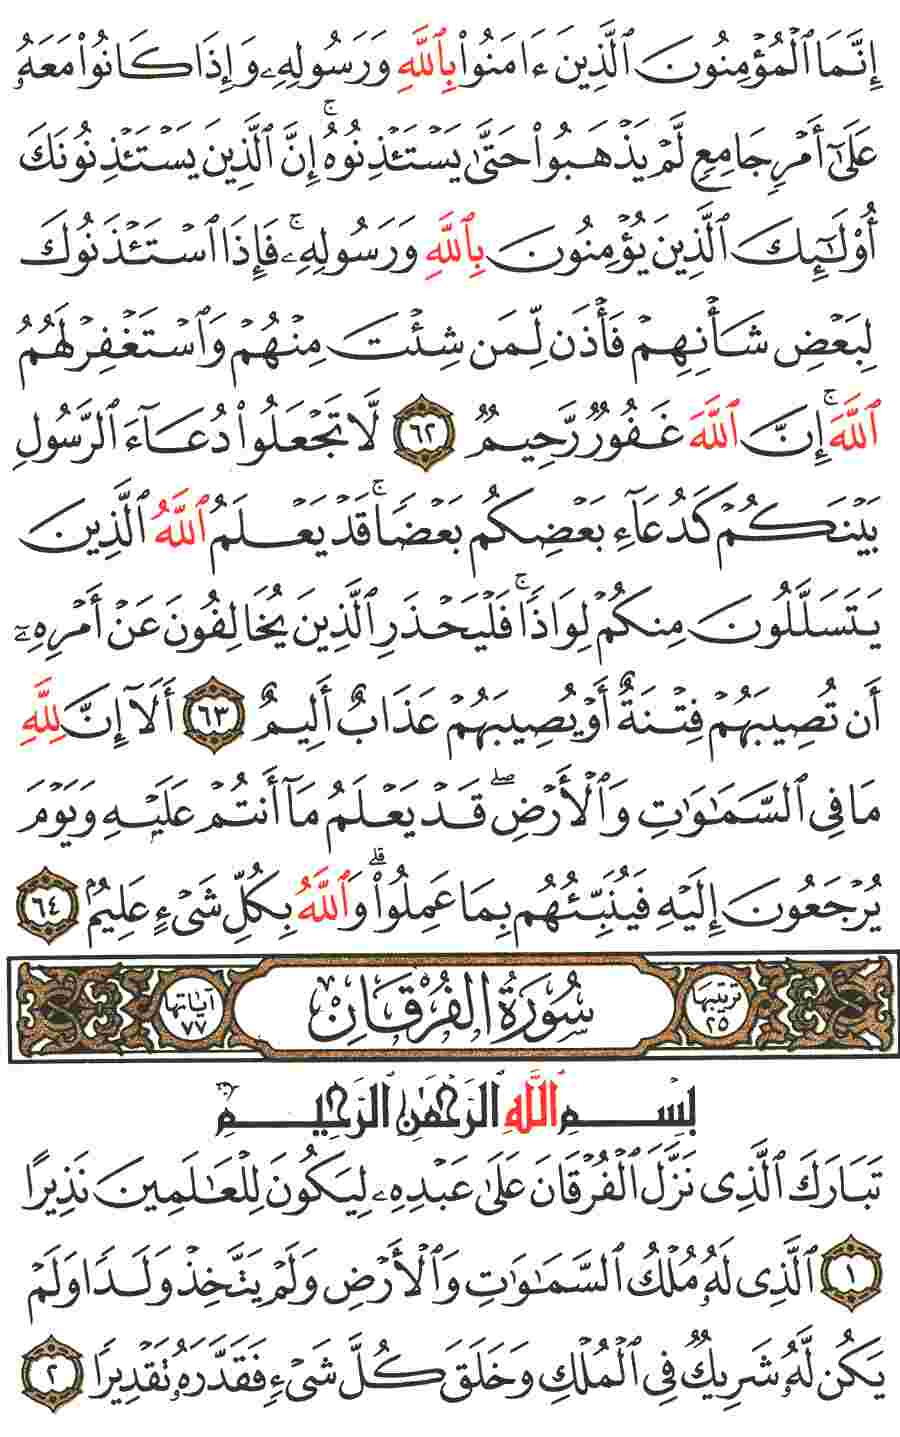 إِنَّمَا ٱلْمُؤْمِنُونَ ٱلَّذِينَ ءَامَنُوا۟ بِٱللَّهِ وَرَسُولِهِۦ وَإِذَا كَانُوا۟ مَعَهُۥ
عَلَىٰٓ أَمْرٍ جَامِعٍ لَّمْ يَذْهَبُوا۟ حَتَّىٰ يَسْتَـْٔذِنُوهُ ۚ إِنَّ ٱلَّذِينَ يَسْتَـْٔذِنُونَكَ
أُو۟لَـٰٓئِكَ ٱلَّذِينَ يُؤْمِنُونَ بِٱللَّهِ وَرَسُولِهِۦ ۚ فَإِذَا ٱسْتَـْٔذَنُوكَ
لِبَعْضِ شَأْنِهِمْ فَأْذَن لِّمَن شِئْتَ مِنْهُمْ وَٱسْتَغْفِرْ لَهُمُ
ٱللَّهَ ۚ إِنَّ ٱللَّهَ غَفُورٌ رَّحِيمٌ ٦٢ لَّا تَجْعَلُوا۟ دُعَآءَ ٱلرَّسُولِ
بَيْنَكُمْ كَدُعَآءِ بَعْضِكُم بَعْضًا ۚ قَدْ يَعْلَمُ ٱللَّهُ ٱلَّذِينَ
يَتَسَلَّلُونَ مِنكُمْ لِوَاذًا ۚ فَلْيَحْذَرِ ٱلَّذِينَ يُخَالِفُونَ عَنْ أَمْرِهِۦٓ
أَن تُصِيبَهُمْ فِتْنَةٌ أَوْ يُصِيبَهُمْ عَذَابٌ أَلِيمٌ ٦٣ أَلَآ إِنَّ لِلَّهِ
مَا فِى ٱلسَّمَـٰوَٰتِ وَٱلْأَرْضِ ۖ قَدْ يَعْلَمُ مَآ أَنتُمْ عَلَيْهِ وَيَوْمَ
يُرْجَعُونَ إِلَيْهِ فَيُنَبِّئُهُم بِمَا عَمِلُوا۟ ۗ وَٱللَّهُ بِكُلِّ شَىْءٍ عَلِيمٌۢ ٦٤
ترتيبها ٢٥ سُورَةُ الفُرْقَانِ آياتها ٧٧
بِسْمِ ٱللَّهِ ٱلرَّحْمَـٰنِ ٱلرَّحِيمِ
تَبَارَكَ ٱلَّذِى نَزَّلَ ٱلْفُرْقَانَ عَلَىٰ عَبْدِهِۦ لِيَكُونَ لِلْعَـٰلَمِينَ نَذِيرًا
١ ٱلَّذِى لَهُۥ مُلْكُ ٱلسَّمَـٰوَٰتِ وَٱلْأَرْضِ وَلَمْ يَتَّخِذْ وَلَدًا وَلَمْ
يَكُن لَّهُۥ شَرِيكٌ فِى ٱلْمُلْكِ وَخَلَقَ كُلَّ شَىْءٍ فَقَدَّرَهُۥ تَقْدِيرًا ٢